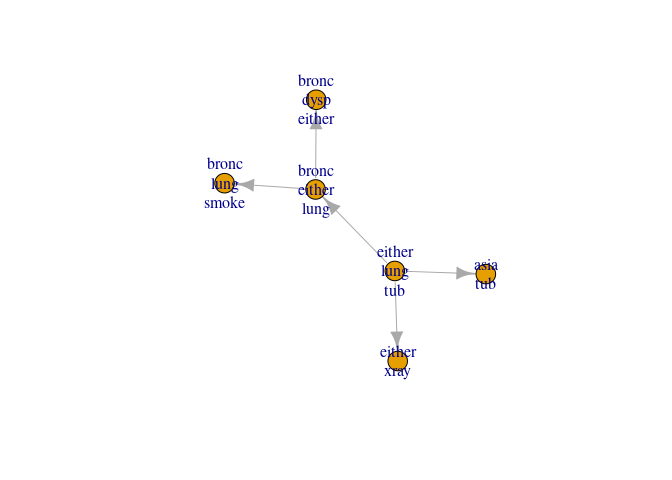 bronc
dysp
either
bronc
lung
smoke
bronc
either
lung
either
lung
tub
asia
tub
either
xray